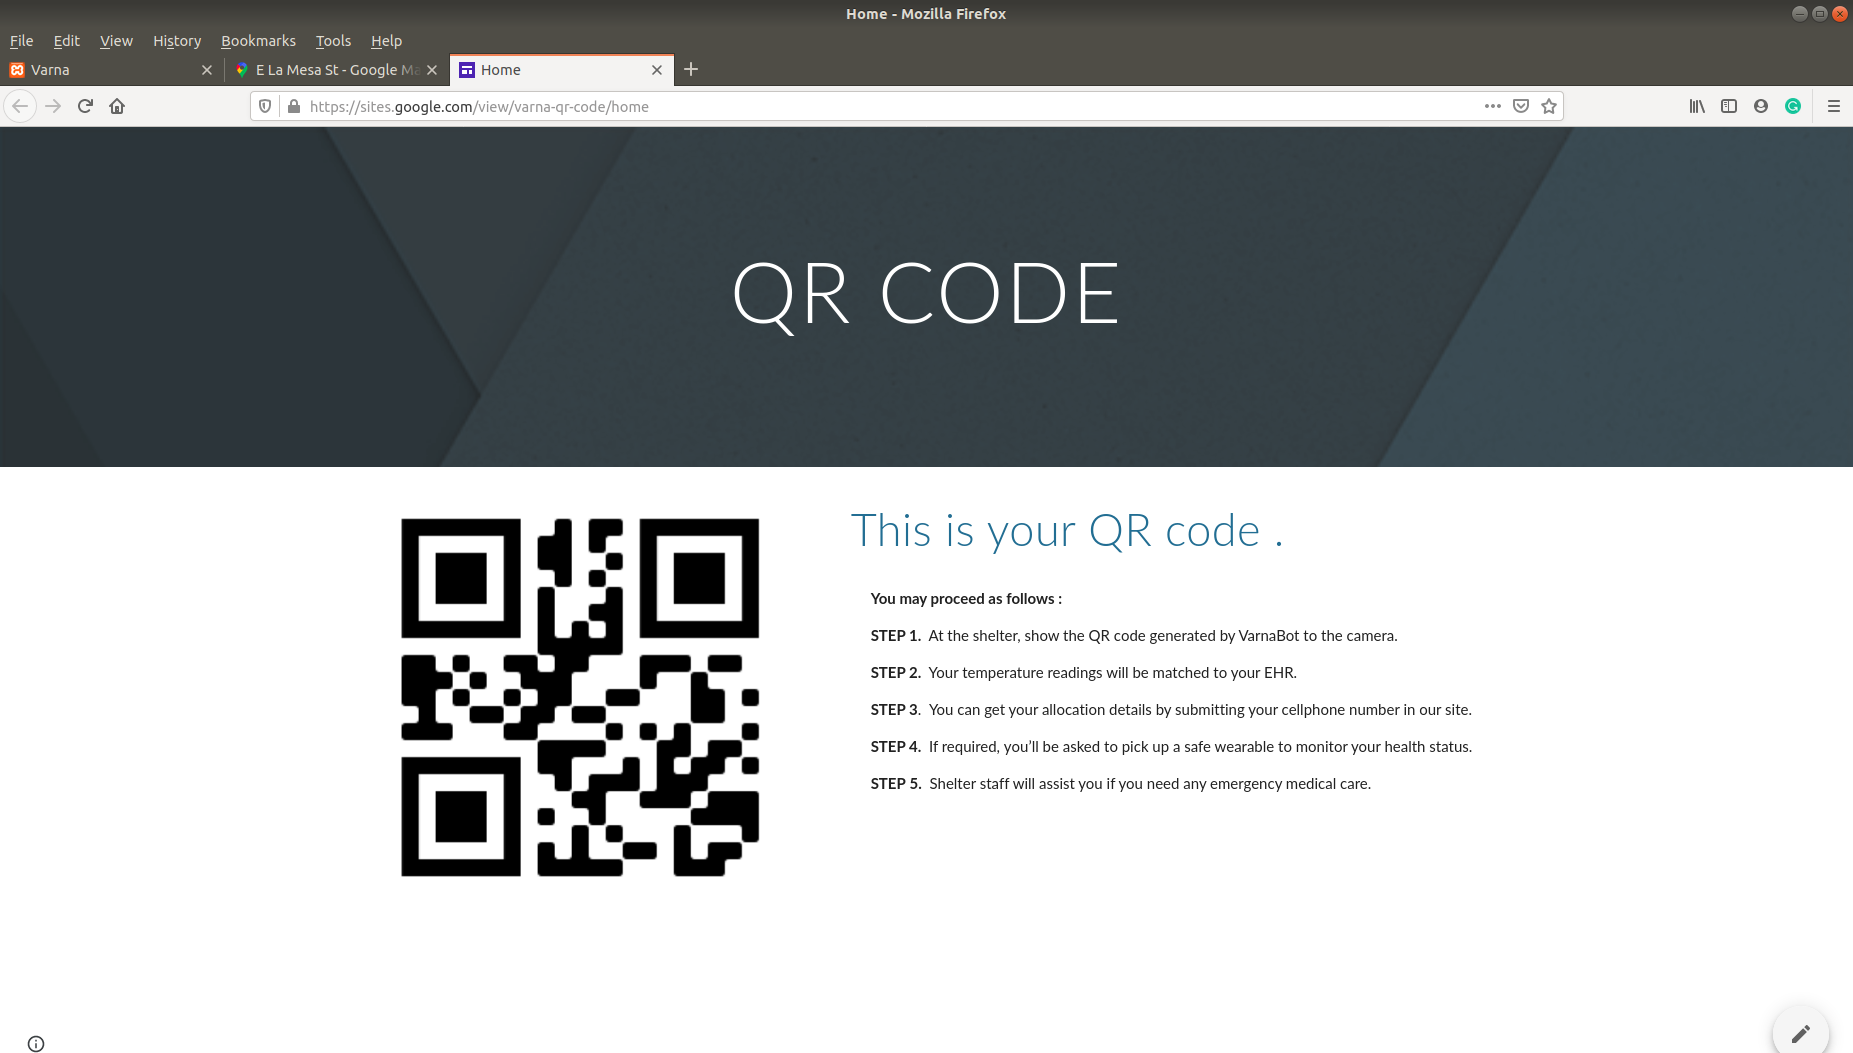 Home - Mozilla Firefox
File Edit View History Bookmarks Tools Help
Varna
E La Mesa St - Google Ma
Home
https://sites.google.com/view/varna-qr-code/home
QR CODE
This is your QR code .
You may proceed as follows :
STEP 1. At the shelter, show the QR code generated by VarnaBot to the camera.
STEP 2. Your temperature readings will be matched to your EHR.
STEP 3. You can get your allocation details by submitting your cellphone number in our site.
STEP 4. If required, you’ll be asked to pick up a safe wearable to monitor your health status.
STEP 5. Shelter staff will assist you if you need any emergency medical care.